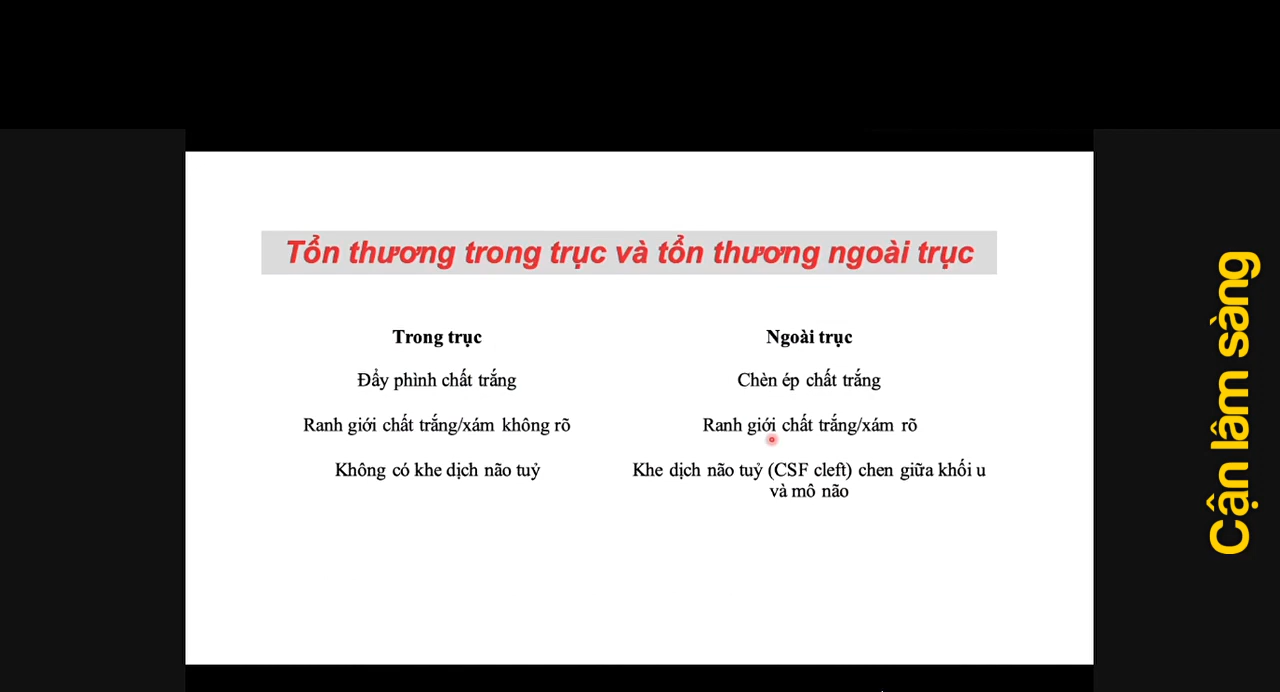 Tổn thương trong trục và tổn thương ngoài trục
Trong trục
Ngoài trục
Đẩy phình chất trắng
Chèn ép chất trắng
Ranh giới chất trắng/xám không rõ
Ranh giới chất trắng/xám rõ
Không có khe dịch não tuỷ
Khe dịch não tuỷ (CSF cleft) chen giữa khối u
và mô não
Cận lâm sàng